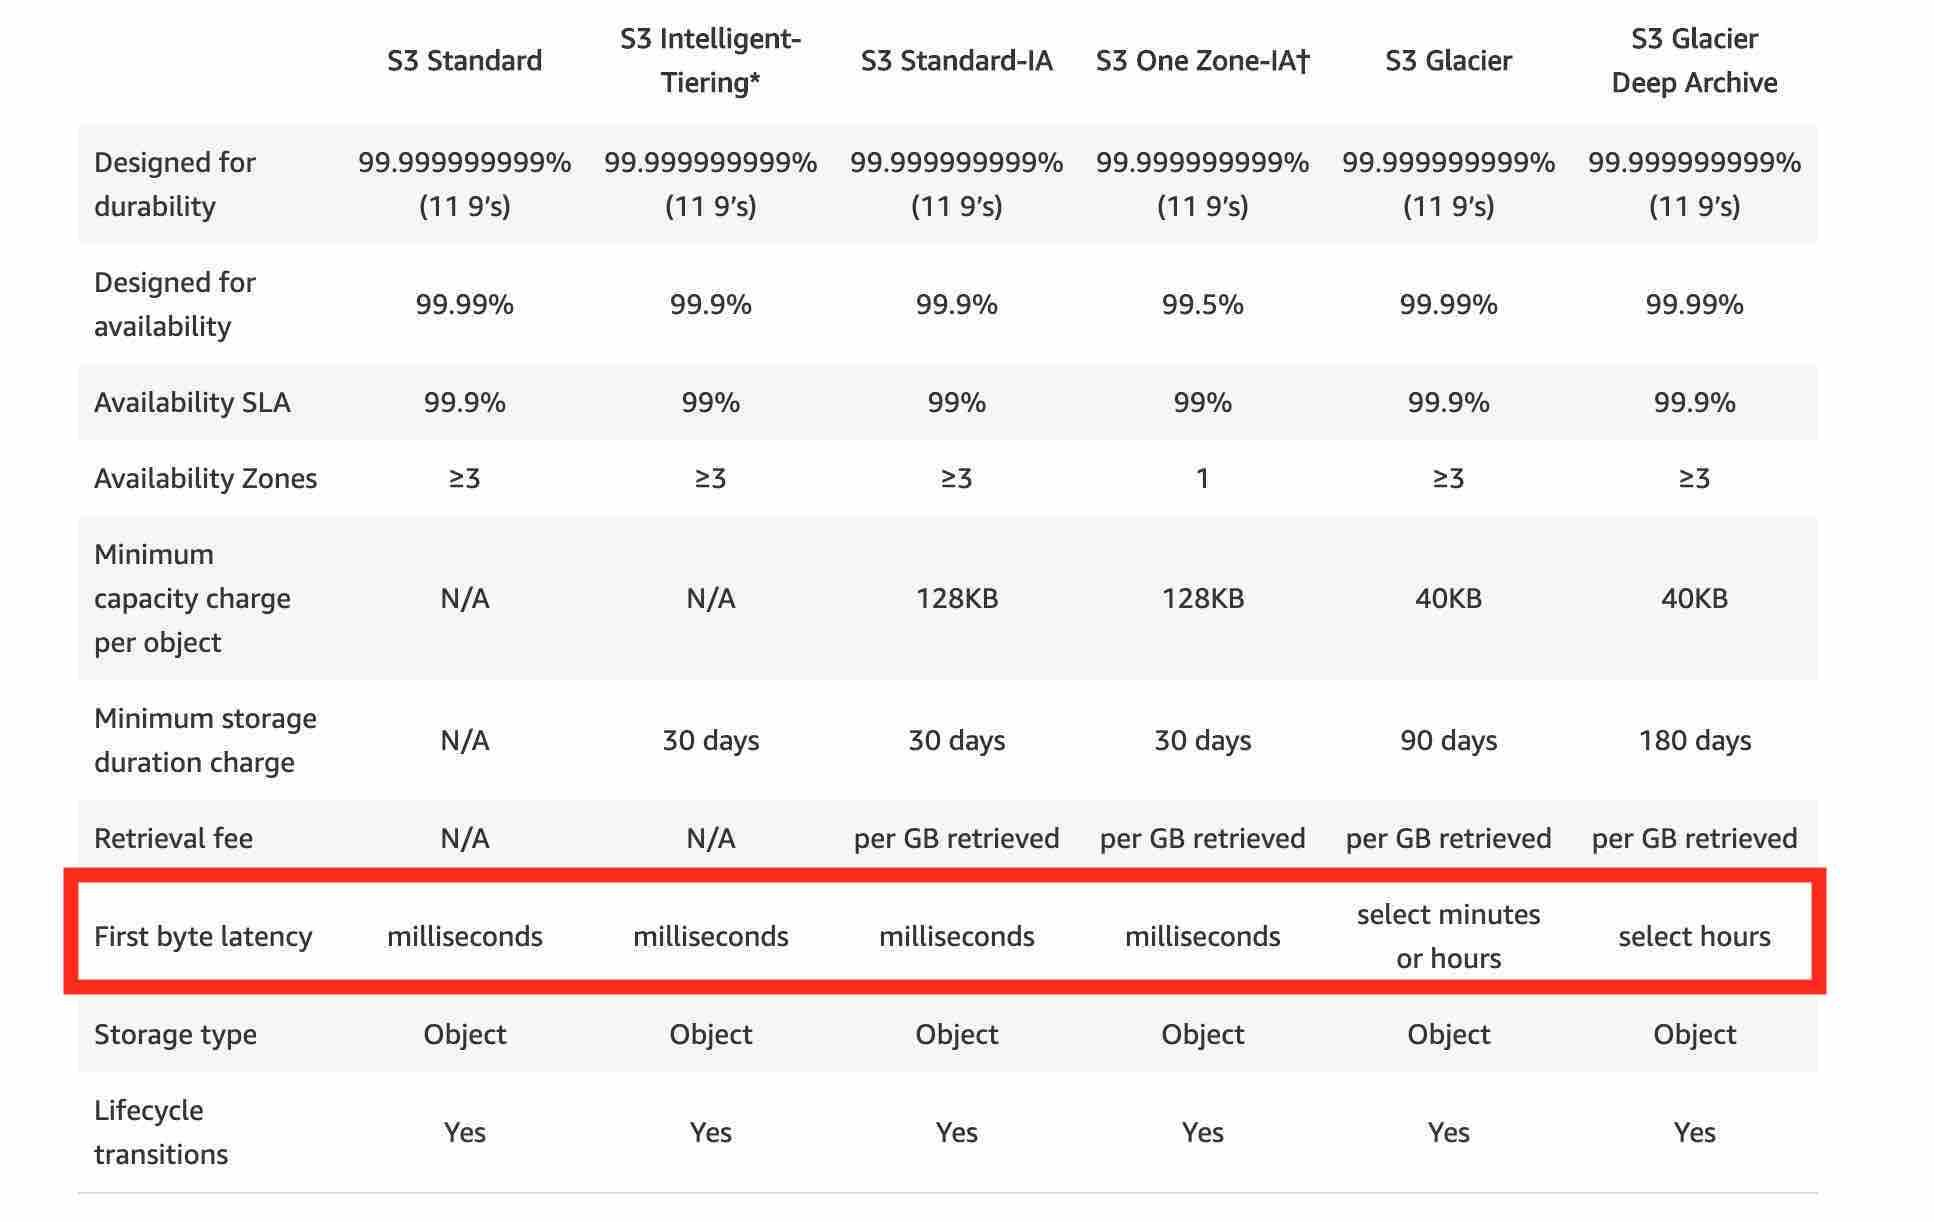 S3 Standard
S3 Intelligent-
Tiering*
S3 Standard-IA
S3 One Zone-IA†
S3 Glacier
S3 Glacier
Deep Archive
Designed for
durability
99.999999999%
(11 9’s)
99.999999999%
(11 9’s)
99.999999999%
(11 9’s)
99.999999999%
(11 9’s)
99.999999999%
(11 9’s)
99.999999999%
(11 9’s)
Designed for
availability
99.99%
99.9%
99.9%
99.5%
99.99%
99.99%
Availability SLA
99.9%
99%
99%
99%
99.9%
99.9%
Availability Zones
≥3
≥3
≥3
1
≥3
≥3
Minimum
capacity charge
per object
N/A
N/A
128KB
128KB
40KB
40KB
Minimum storage
duration charge
N/A
30 days
30 days
30 days
90 days
180 days
Retrieval fee
N/A
N/A
per GB retrieved
per GB retrieved
per GB retrieved
per GB retrieved
First byte latency
milliseconds
milliseconds
milliseconds
milliseconds
select minutes
or hours
select hours
Storage type
Object
Object
Object
Object
Object
Object
Lifecycle
transitions
Yes
Yes
Yes
Yes
Yes
Yes